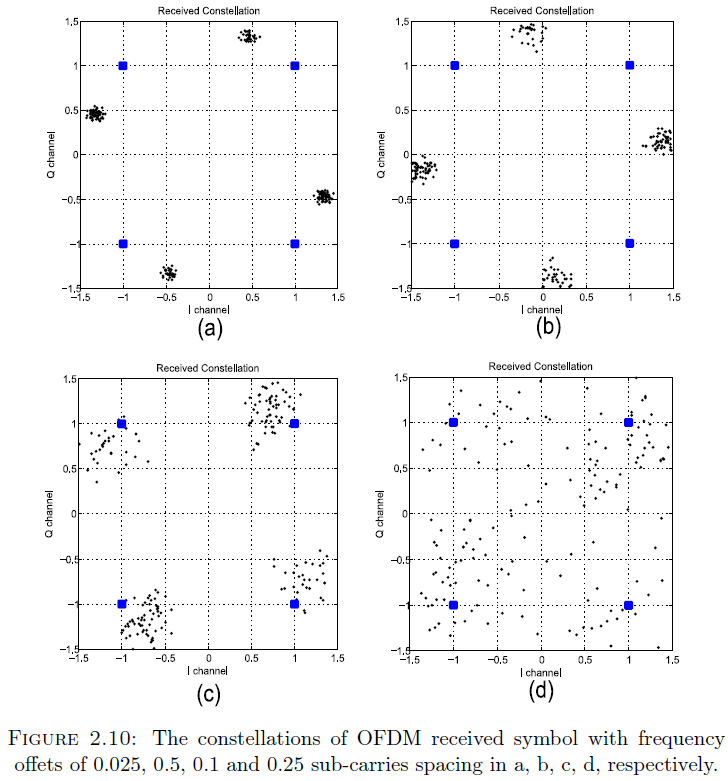 Received Constellation
1.5
1
0.5
0
−0.5
−1
−1.5
Q channel
−1.5 −1 −0.5 0 0.5 1 1.5
I channel
(a)
Received Constellation
1.5
1
0.5
0
−0.5
−1
−1.5
Q channel
−1.5 −1 −0.5 0 0.5 1 1.5
I channel
(b)
Received Constellation
1.5
1
0.5
0
−0.5
−1
−1.5
Q channel
−1.5 −1 −0.5 0 0.5 1 1.5
I channel
(c)
Received Constellation
1.5
1
0.5
0
−0.5
−1
−1.5
Q channel
−1.5 −1 −0.5 0 0.5 1 1.5
I channel
(d)
FIGURE 2.10: The constellations of OFDM received symbol with frequency
offets of 0.025, 0.5, 0.1 and 0.25 sub-carries spacing in a, b, c, d, respectively.